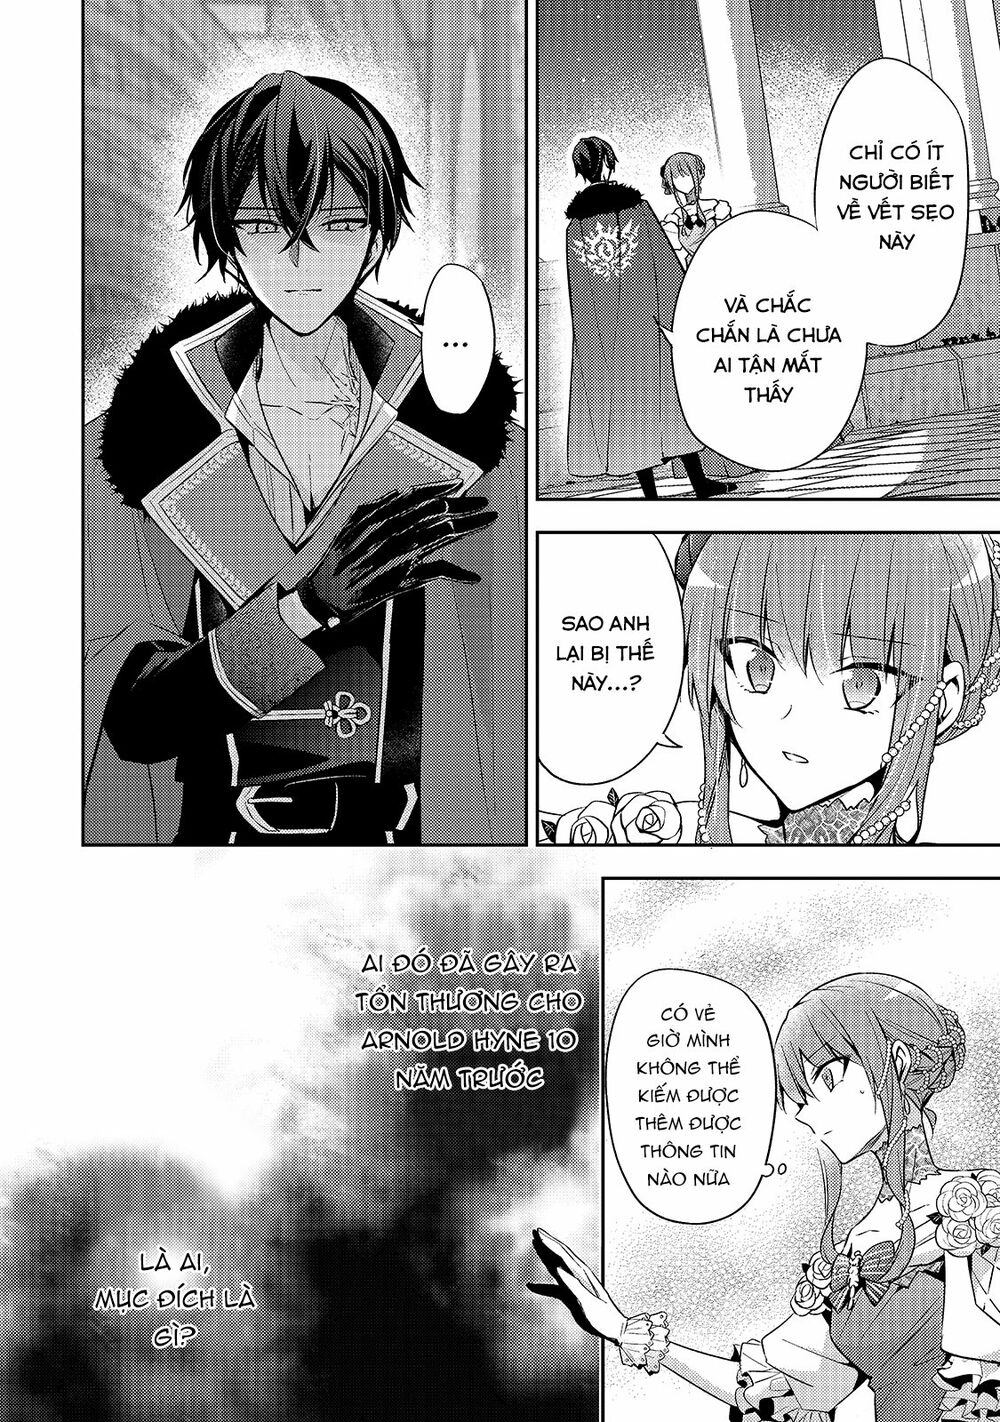 CHỈ CÓ ÍT
NGƯỜI BIẾT
VỀ VẾT SẸO
NÀY
VÀ CHẮC
CHẮN LÀ CHƯA
AI TẬN MẮT
THẤY
...
SAO ANH
LẠI BỊ THẾ
NÀY...?
AI ĐÓ ĐÃ GÂY RA
TỔN THƯƠNG CHO
ARNOLD HYNE 10
NĂM TRƯỚC
CÓ VẺ
GIỜ MÌNH
KHÔNG THỂ
KIẾM ĐƯỢC
THÊM ĐƯỢC
THÔNG TIN
NÀO NỮA
LÀ AI,
MỤC ĐÍCH LÀ
GÌ?